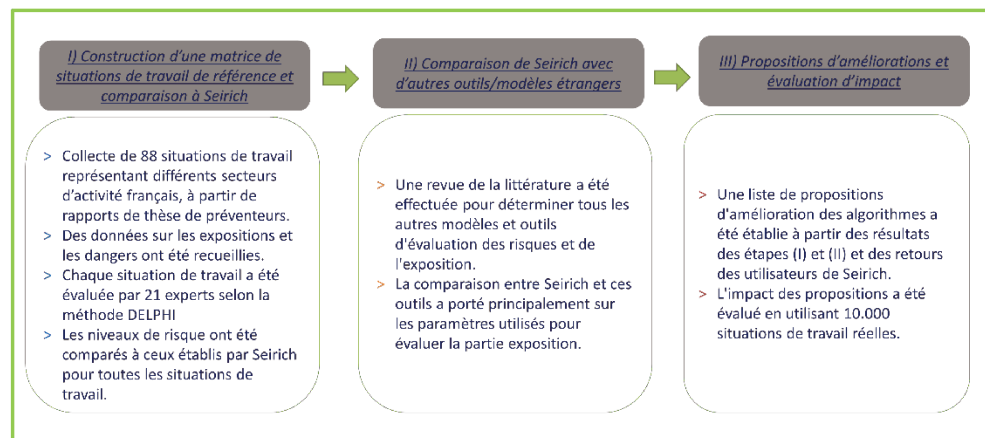 I) Construction d'une matrice de
situations de travail de référence et
comparaison à Seirich
> Collecte de 88 situations de travail
représentant différents secteurs
d'activité français, à partir de
rapports de thèse de préventeurs.
> Des données sur les expositions et
les dangers ont été recueillies.
> Chaque situation de travail a été
évaluée par 21 experts selon la
méthode DELPHI
> Les niveaux de risque ont été
comparés à ceux établis par Seirich
pour toutes les situations de
travail.
II) Comparaison de Seirich avec
d'autres outils/modèles étrangers
> Une revue de la littérature a été
effectuée pour déterminer tous les
autres modèles et outils
d'évaluation des risques et de
l'exposition.
> La comparaison entre Seirich et ces
outils a porté principalement sur
les paramètres utilisés pour
évaluer la partie exposition.
III) Propositions d'améliorations et
évaluation d'impact
> Une liste de propositions
d'amélioration des algorithmes a
été établie à partir des résultats
des étapes (I) et (II) et des retours
des utilisateurs de Seirich.
> L'impact des propositions a été
évalué en utilisant 10.000
situations de travail réelles.